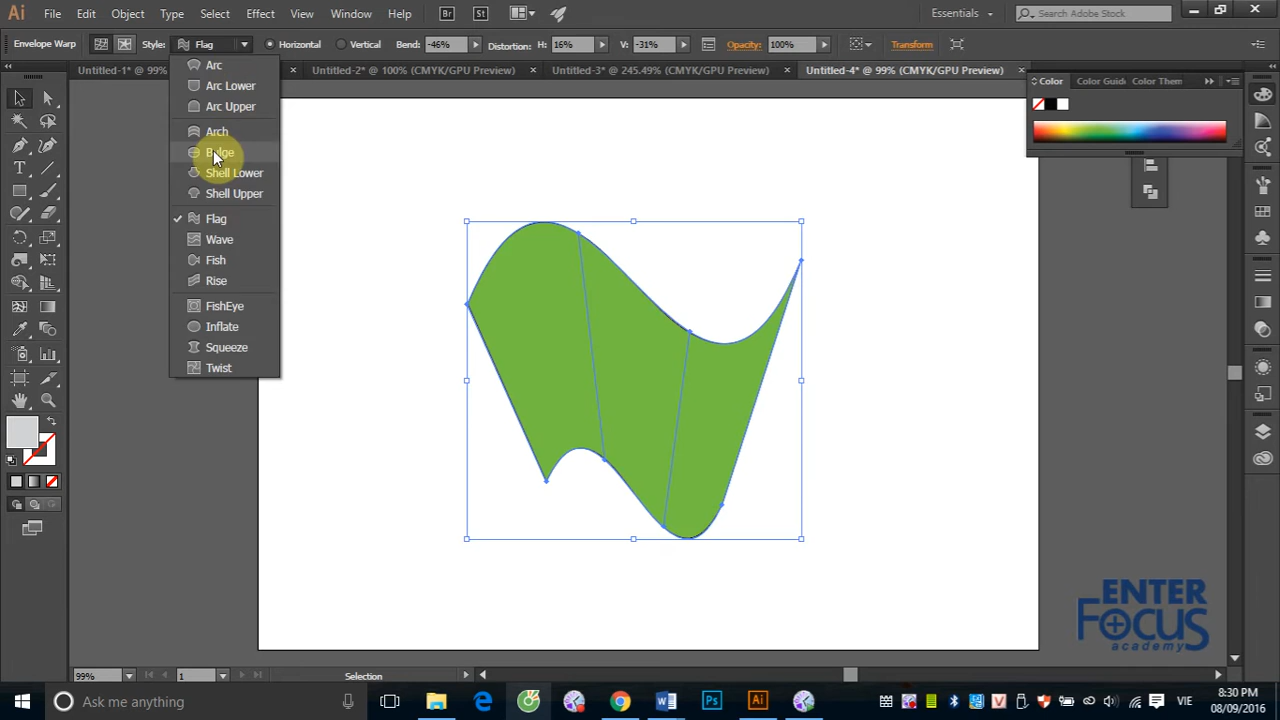 Ai File Edit Object Type Select Effect View Window Help Br St Essentials Search Adobe Stock
Envelope Warp Style: Flag Horizontal Vertical Bend: -46% Distortion: H: 16% V: -31% Opacity: 100% Transform
Untitled-1* @ 99% Untitled-2* @ 100% (CMYK/GPU Preview) Untitled-3* @ 245.49% (CMYK/GPU Preview) Untitled-4* @ 99% (CMYK/GPU Preview)
Color Color Guide Color Them
Arc
Arc Lower
Arc Upper
Arch
Bulge
Shell Lower
Shell Upper
Flag
Wave
Fish
Rise
FishEye
Inflate
Squeeze
Twist
ENTER
FOCUS
academy
99% 1 Selection
Ask me anything VIE 8:30 PM
08/09/2016